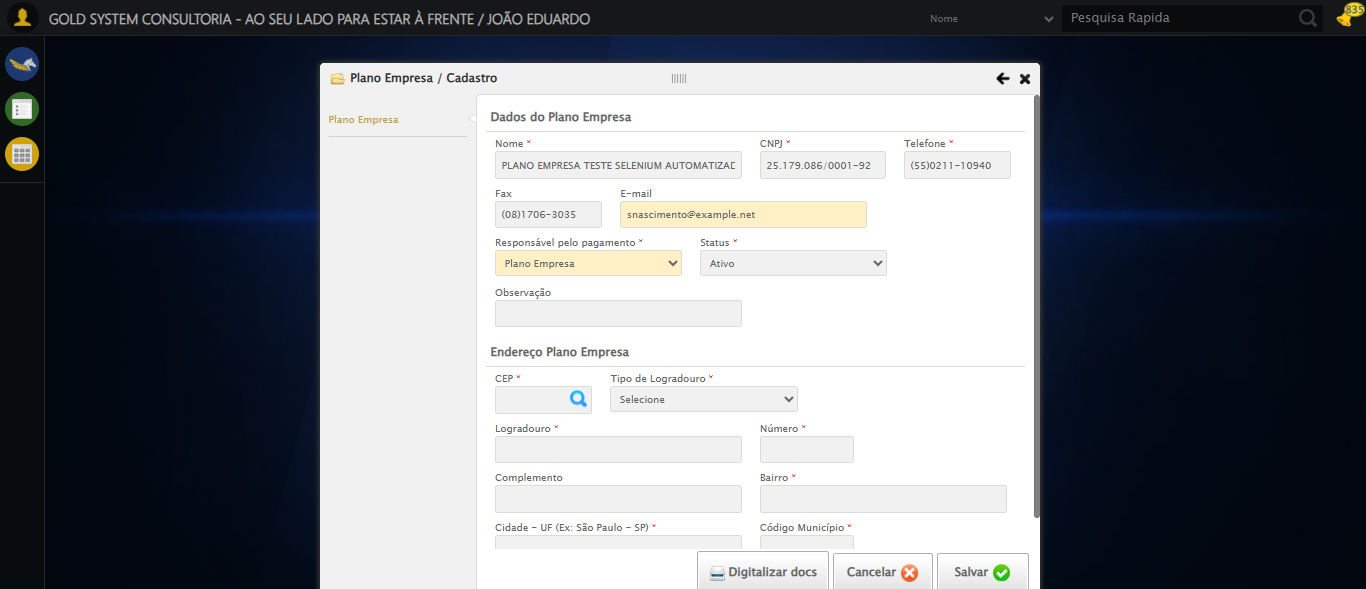 GOLD SYSTEM CONSULTORIA - AO SEU LADO PARA ESTAR À FRENTE / JOÃO EDUARDO
Nome
Pesquisa Rapida
835
Plano Empresa / Cadastro
Plano Empresa
Dados do Plano Empresa
Nome * CNPJ * Telefone *
PLANO EMPRESA TESTE SELENIUM AUTOMATIZAD 25.179.086/0001-92 (55)0211-10940
Fax E-mail
(08)1706-3035 snascimento@example.net
Responsável pelo pagamento * Status *
Plano Empresa Ativo
Observação
Endereço Plano Empresa
CEP * Tipo de Logradouro *
Selecione
Logradouro * Número *
Complemento Bairro *
Cidade - UF (Ex: São Paulo - SP) * Código Município *
Digitalizar docs Cancelar Salvar